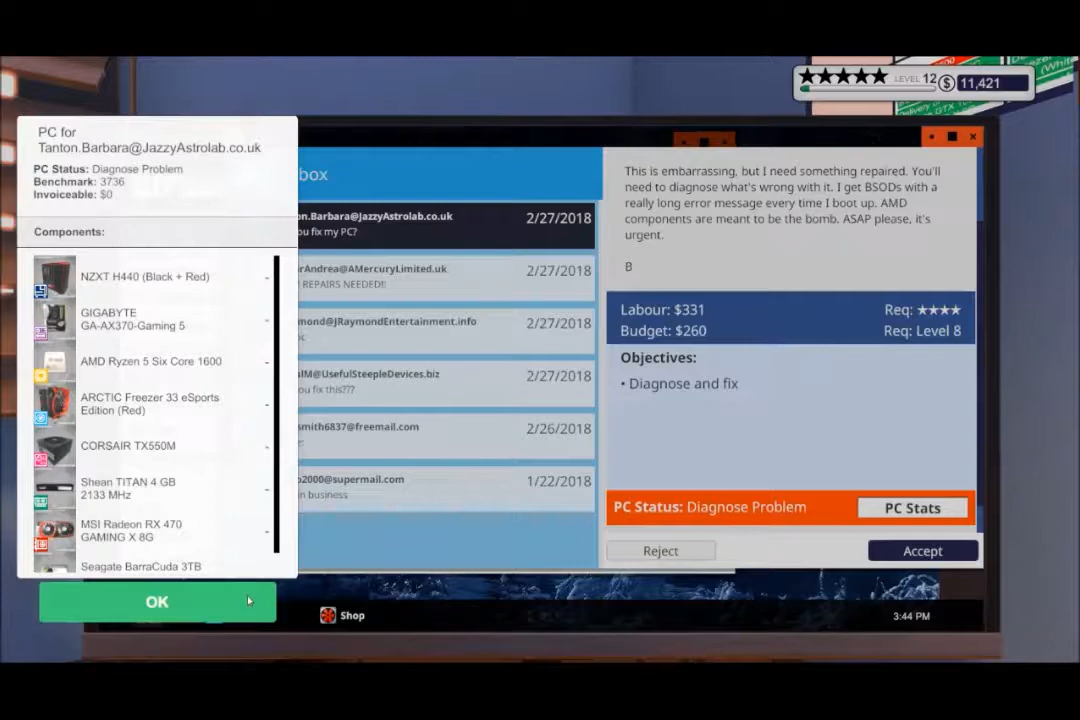 LEVEL 12 $ 11,421
PC for
Tanton.Barbara@JazzyAstrolab.co.uk
PC Status: Diagnose Problem
Benchmark: 3736
Invoiceable: $0
Components:
NZXT H440 (Black + Red) -
GIGABYTE
GA-AX370-Gaming 5 -
AMD Ryzen 5 Six Core 1600 -
ARCTIC Freezer 33 eSports
Edition (Red) -
CORSAIR TX550M -
Shean TITAN 4 GB
2133 MHz -
MSI Radeon RX 470
GAMING X 8G -
Seagate BarraCuda 3TB
OK
box
on.Barbara@JazzyAstrolab.co.uk 2/27/2018
ou fix my PC?
rAndrea@AMercuryLimited.uk 2/27/2018
! REPAIRS NEEDED!!
mond@JRaymondEntertainment.info 2/27/2018
lM@UsefulSteepleDevices.biz 2/27/2018
ou fix this???
smith6837@freemail.com 2/26/2018
o2000@supermail.com 1/22/2018
in business
This is embarrassing, but I need something repaired. You'll
need to diagnose what's wrong with it. I get BSODs with a
really long error message every time I boot up. AMD
components are meant to be the bomb. ASAP please, it's
urgent.
B
Labour: $331 Req: ★★★★
Budget: $260 Req: Level 8
Objectives:
• Diagnose and fix
PC Status: Diagnose Problem PC Stats
Reject Accept
Shop 3:44 PM